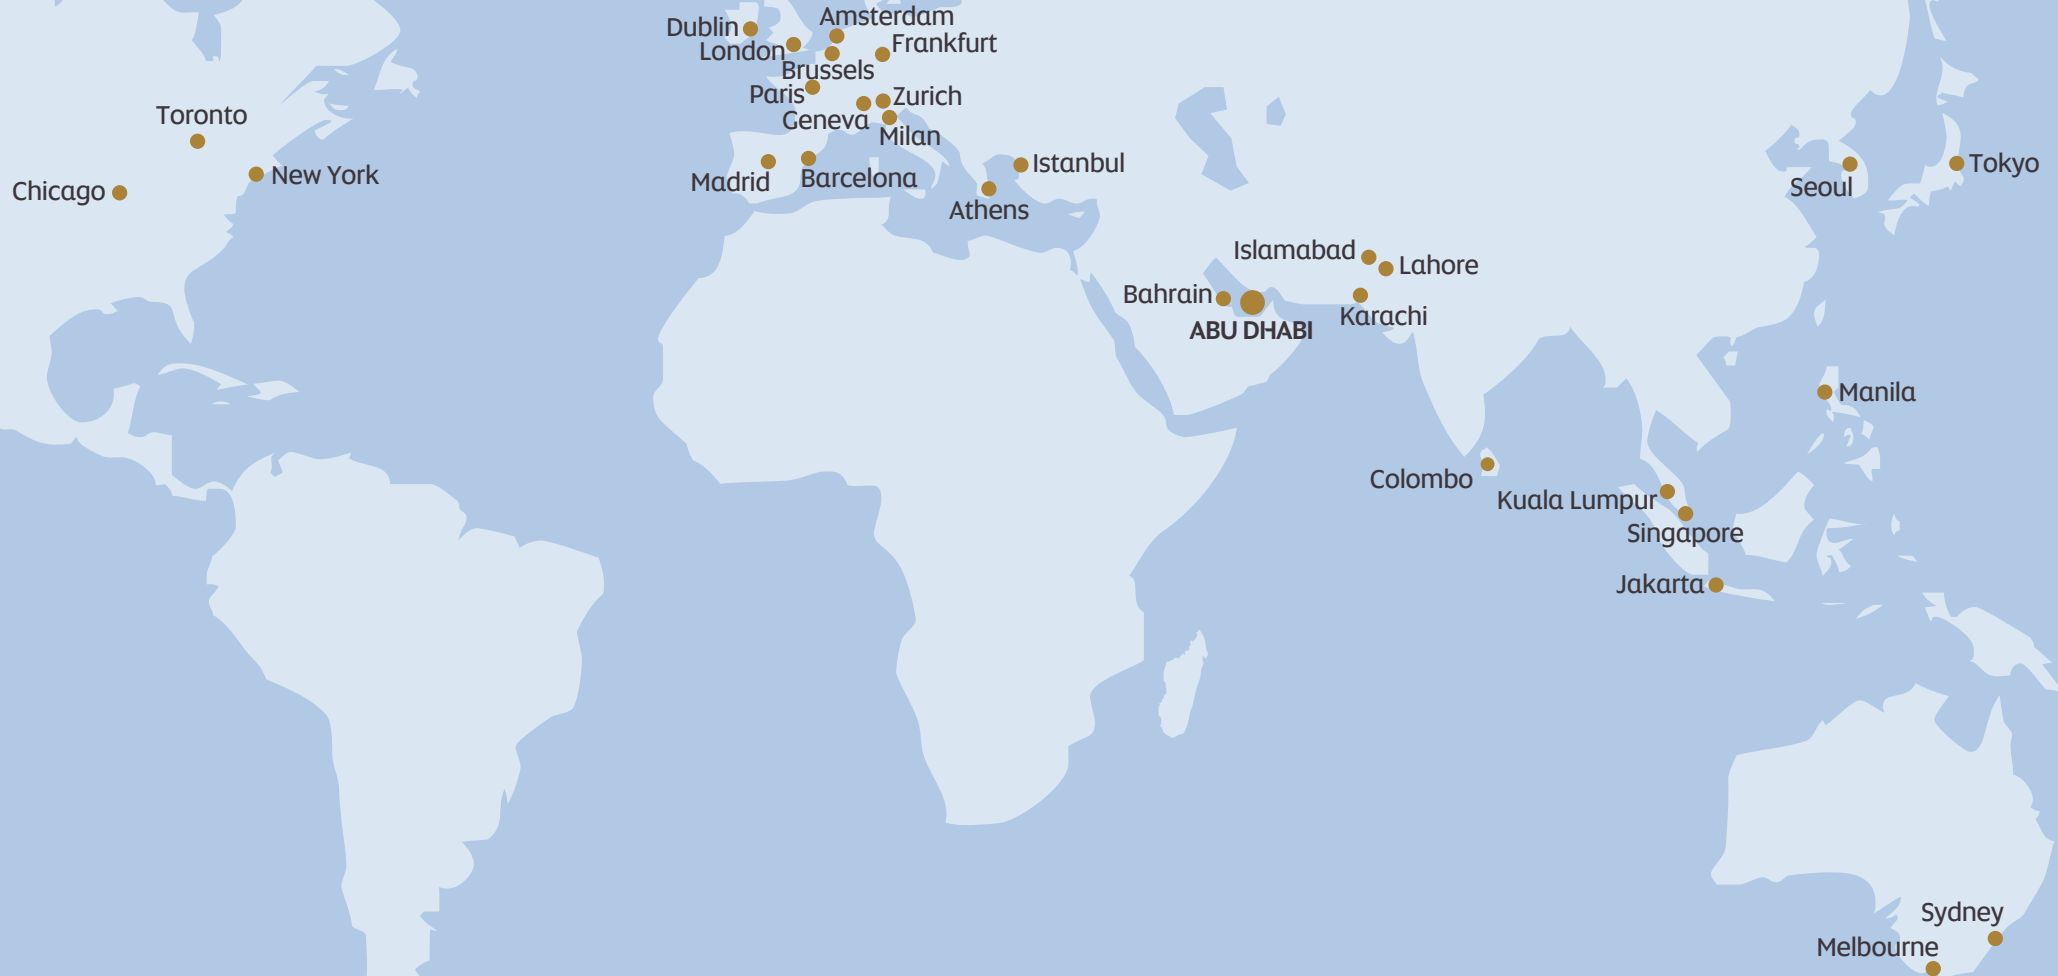 Amsterdam
Dublin
Frankfurt
London
Brussels
Paris
Zurich
Toronto
Geneva
Milan
Istanbul
Tokyo
New York
Madrid
Barcelona
Seoul
Chicago
Athens
Islamabad
Lahore
Bahrain
Karachi
ABU DHABI
Manila
Colombo
Kuala Lumpur
Singapore
Jakarta
Sydney
Melbourne